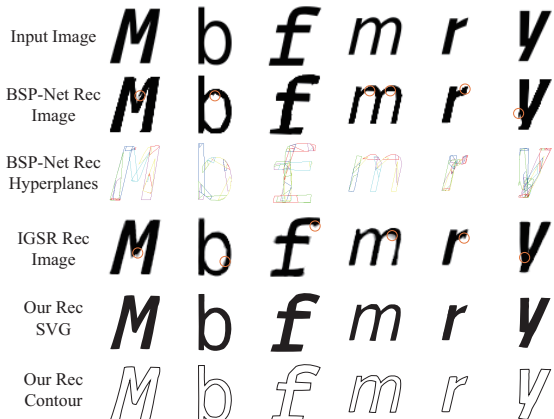 Input Image M b f m r y
BSP-Net Rec Image M b f m r y
BSP-Net Rec Hyperplanes M b f m r y
IGSR Rec Image M b f m r y
Our Rec SVG M b f m r y
Our Rec Contour M b f m r y